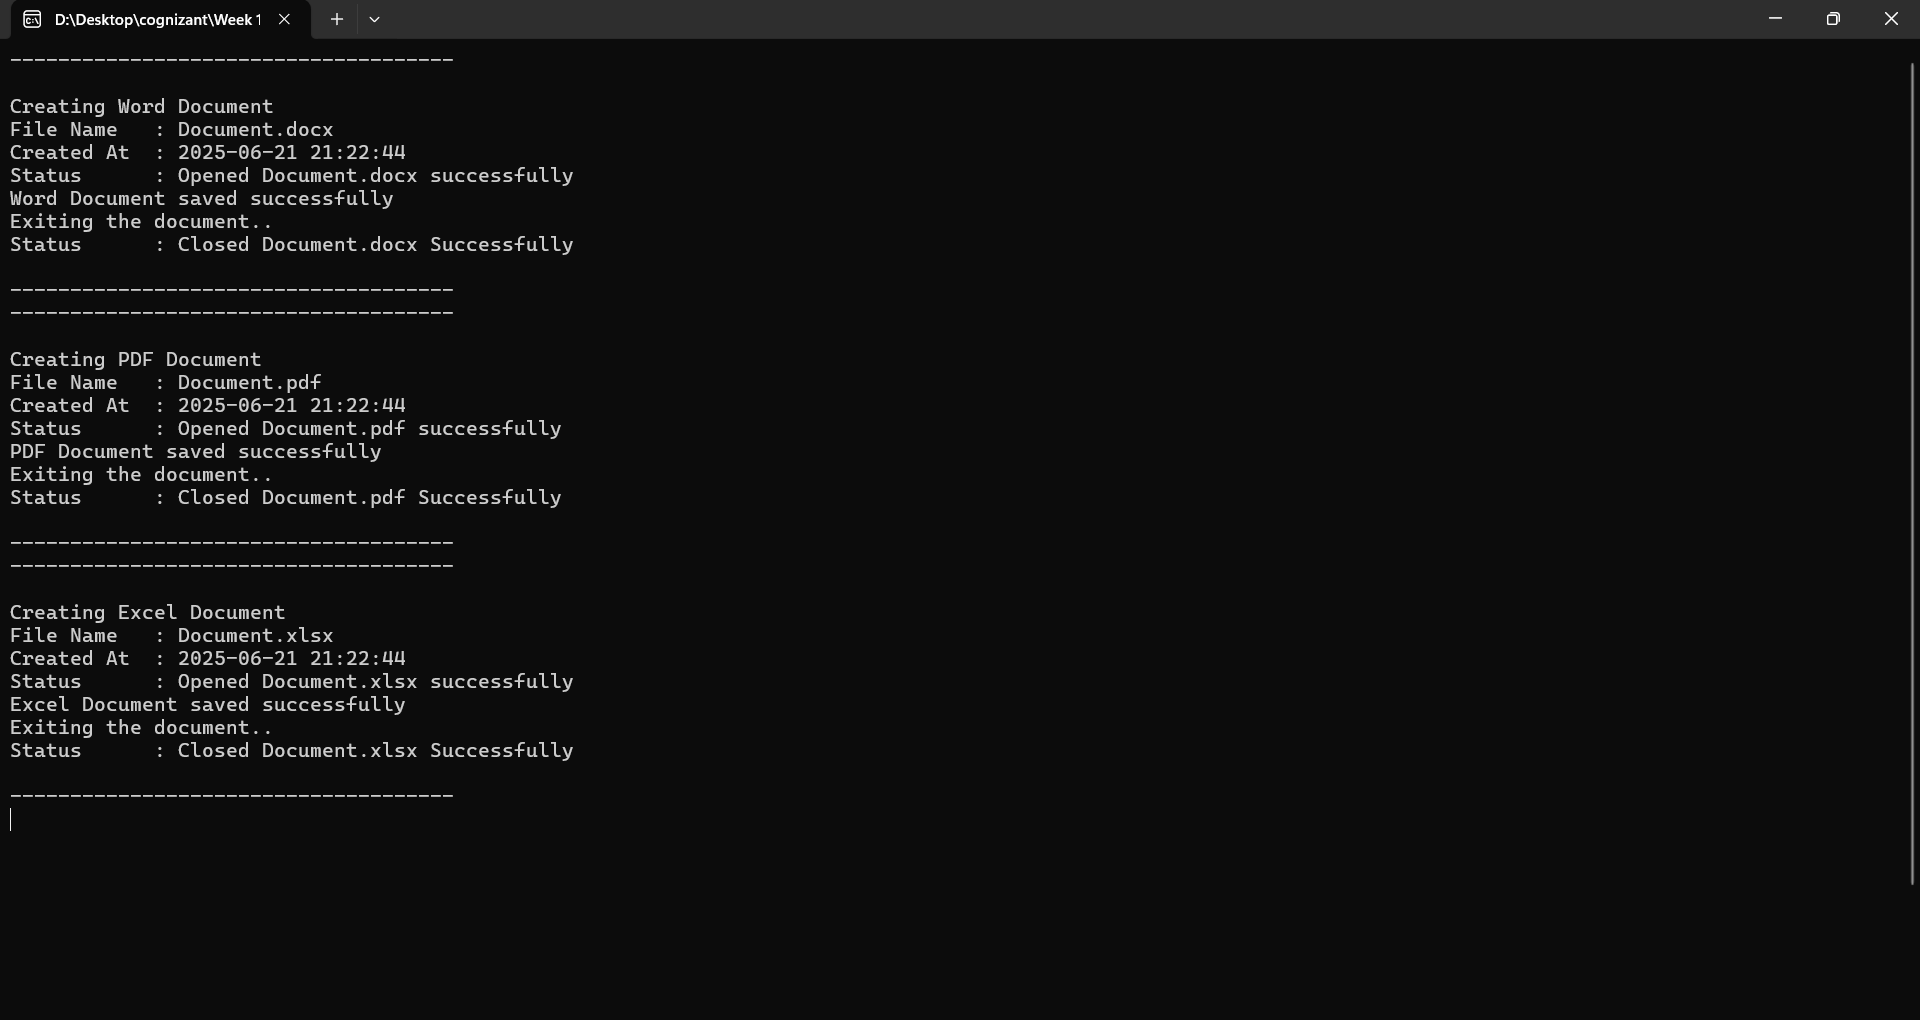 D:\Desktop\cognizant\Week 1
-------------------------------------
Creating Word Document
File Name   : Document.docx
Created At  : 2025-06-21 21:22:44
Status      : Opened Document.docx successfully
Word Document saved successfully
Exiting the document..
Status      : Closed Document.docx Successfully
-------------------------------------
-------------------------------------
Creating PDF Document
File Name   : Document.pdf
Created At  : 2025-06-21 21:22:44
Status      : Opened Document.pdf successfully
PDF Document saved successfully
Exiting the document..
Status      : Closed Document.pdf Successfully
-------------------------------------
-------------------------------------
Creating Excel Document
File Name   : Document.xlsx
Created At  : 2025-06-21 21:22:44
Status      : Opened Document.xlsx successfully
Excel Document saved successfully
Exiting the document..
Status      : Closed Document.xlsx Successfully
-------------------------------------